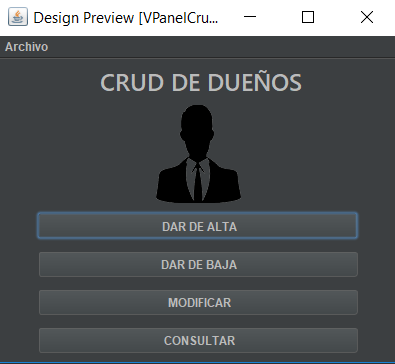 Design Preview [VPanelCru...
Archivo
CRUD DE DUEÑOS
DAR DE ALTA
DAR DE BAJA
MODIFICAR
CONSULTAR